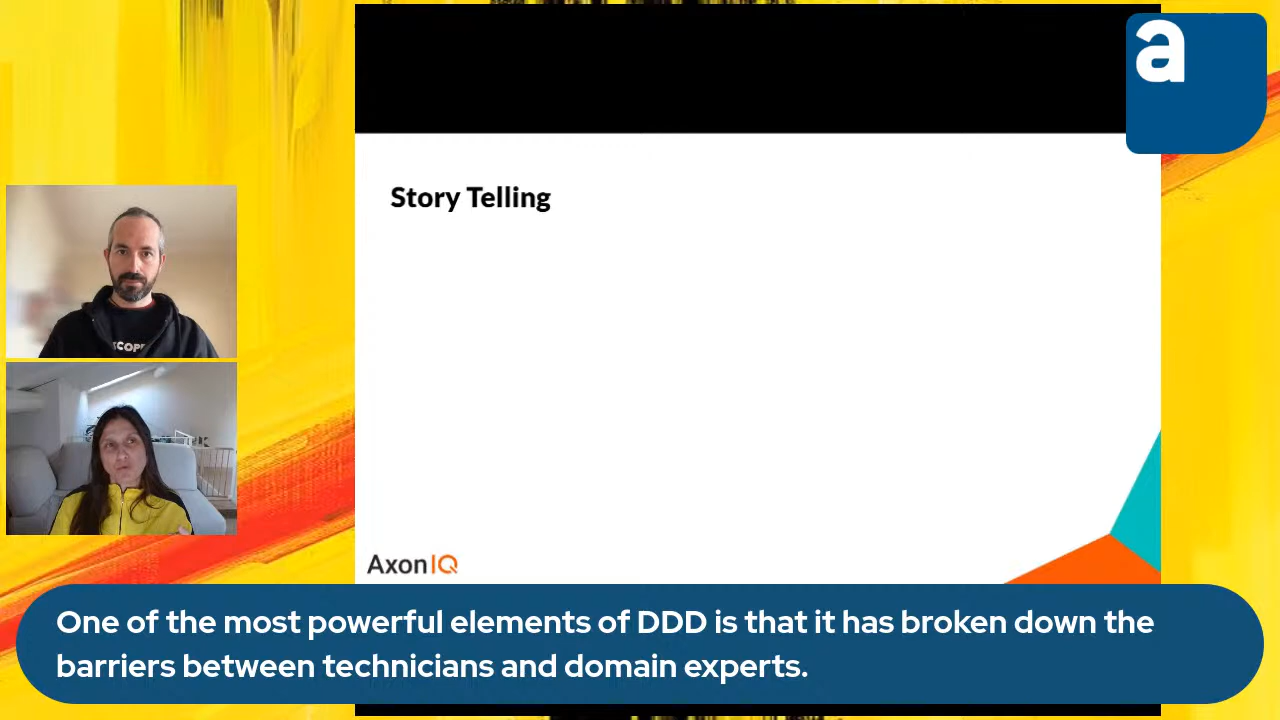 a
Story Telling
SCOPE
AxonIQ
One of the most powerful elements of DDD is that it has broken down the
barriers between technicians and domain experts.